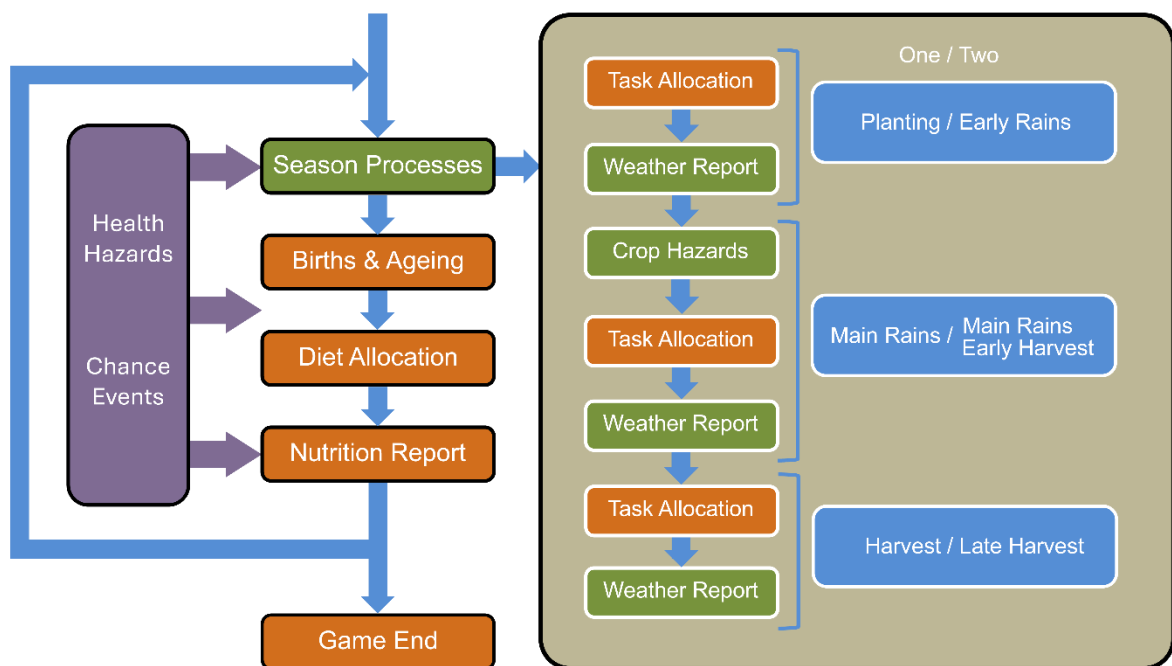 Season Processes
Births & Ageing
Diet Allocation
Nutrition Report
Game End
Health
Hazards
Chance
Events
One / Two
Task Allocation
Weather Report
Planting / Early Rains
Crop Hazards
Task Allocation
Weather Report
Main Rains / Main Rains
Early Harvest
Task Allocation
Weather Report
Harvest / Late Harvest